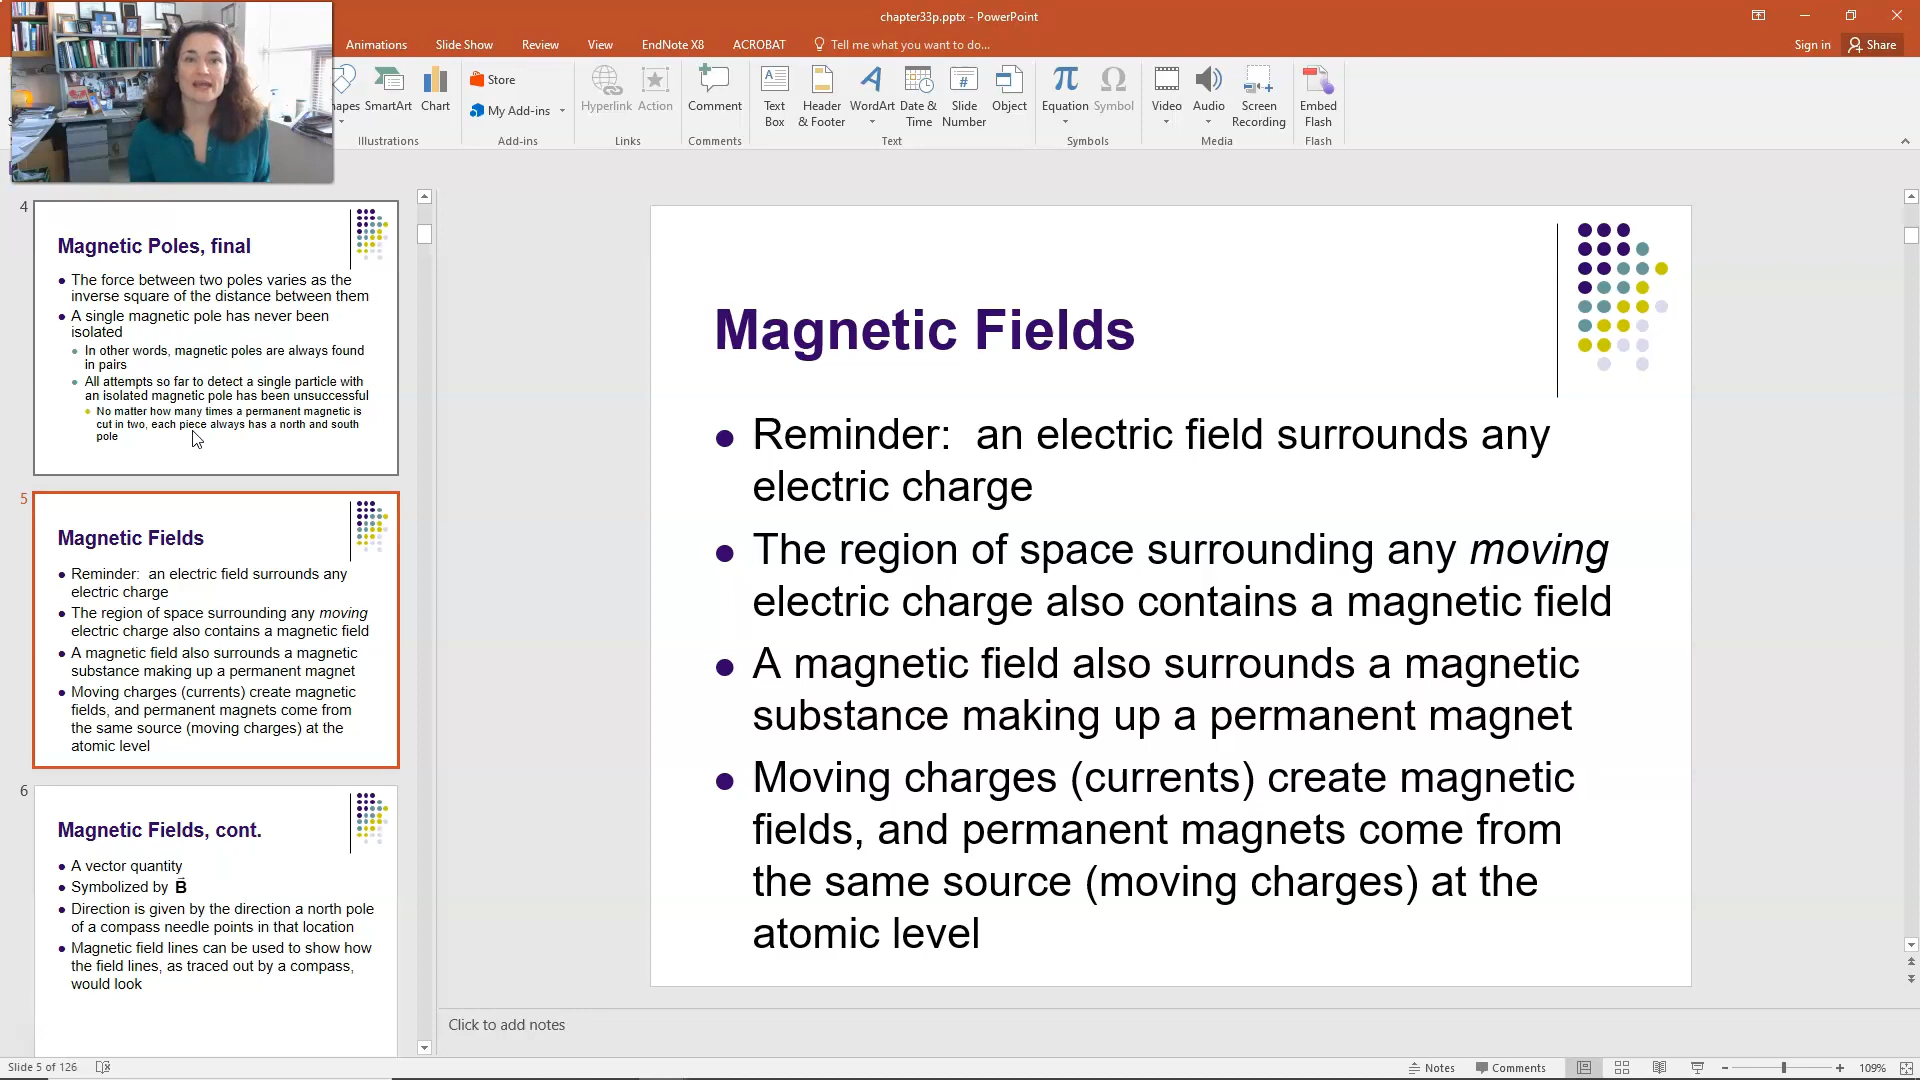 chapter33p.pptx - PowerPoint
Animations
Slide Show
Review
View
EndNote X8
ACROBAT
Tell me what you want to do...
Sign in
Share
SmartArt
Chart
Illustrations
Store
My Add-ins
Add-ins
Hyperlink
Action
Links
Comment
Comments
Text
Box
Header
& Footer
WordArt
Date &
Time
Slide
Number
Object
Text
Equation
Symbol
Symbols
Video
Audio
Screen
Recording
Media
Embed
Flash
Flash
4
Magnetic Poles, final
The force between two poles varies as the
inverse square of the distance between them
A single magnetic pole has never been
isolated
In other words, magnetic poles are always found
in pairs
All attempts so far to detect a single particle with
an isolated magnetic pole has been unsuccessful
No matter how many times a permanent magnetic is
cut in two, each piece always has a north and south
pole
5
Magnetic Fields
Reminder: an electric field surrounds any
electric charge
The region of space surrounding any moving
electric charge also contains a magnetic field
A magnetic field also surrounds a magnetic
substance making up a permanent magnet
Moving charges (currents) create magnetic
fields, and permanent magnets come from
the same source (moving charges) at the
atomic level
6
Magnetic Fields, cont.
A vector quantity
Symbolized by B
Direction is given by the direction a north pole
of a compass needle points in that location
Magnetic field lines can be used to show how
the field lines, as traced out by a compass,
would look
Magnetic Fields
Reminder: an electric field surrounds any
electric charge
The region of space surrounding any moving
electric charge also contains a magnetic field
A magnetic field also surrounds a magnetic
substance making up a permanent magnet
Moving charges (currents) create magnetic
fields, and permanent magnets come from
the same source (moving charges) at the
atomic level
Click to add notes
Slide 5 of 126
Notes
Comments
109%